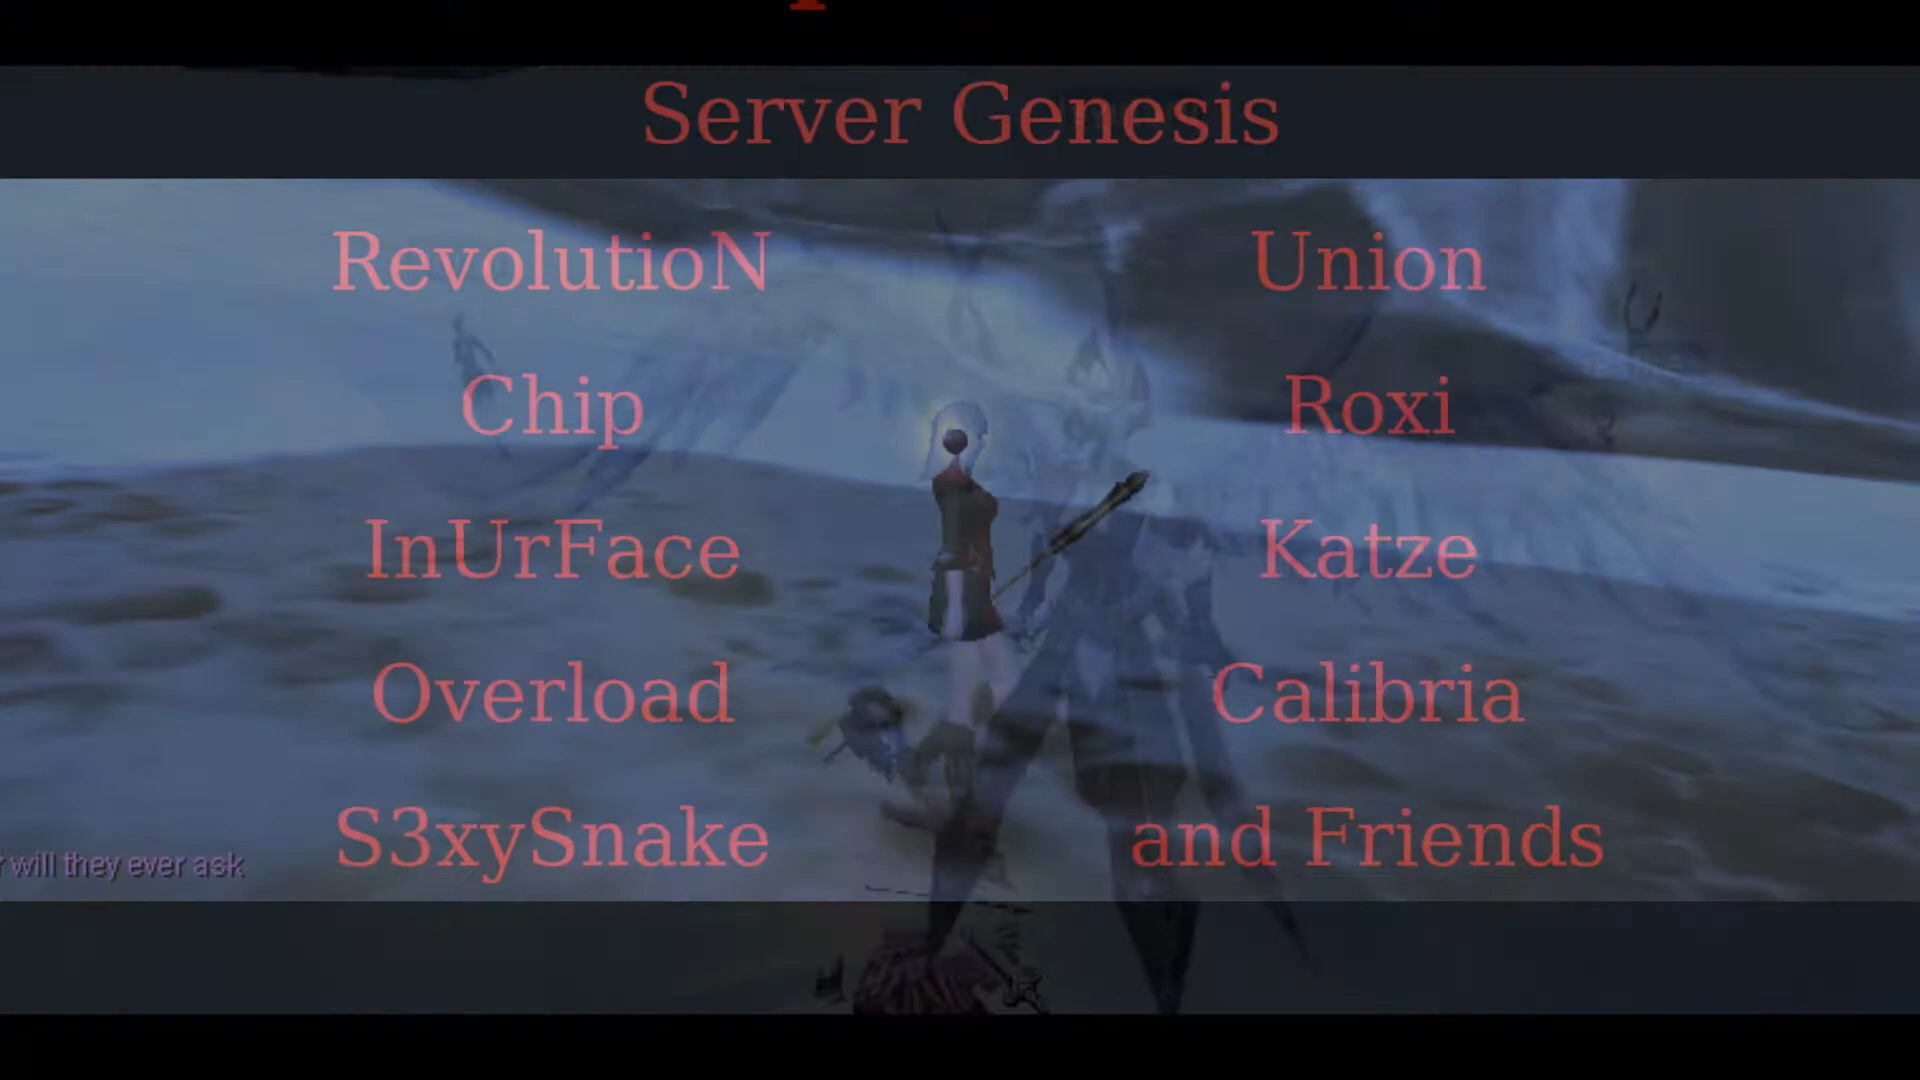 Server Genesis
RevolutioN
Union
Chip
Roxi
InUrFace
Katze
Overload
Calibria
S3xySnake
and Friends
will they ever ask